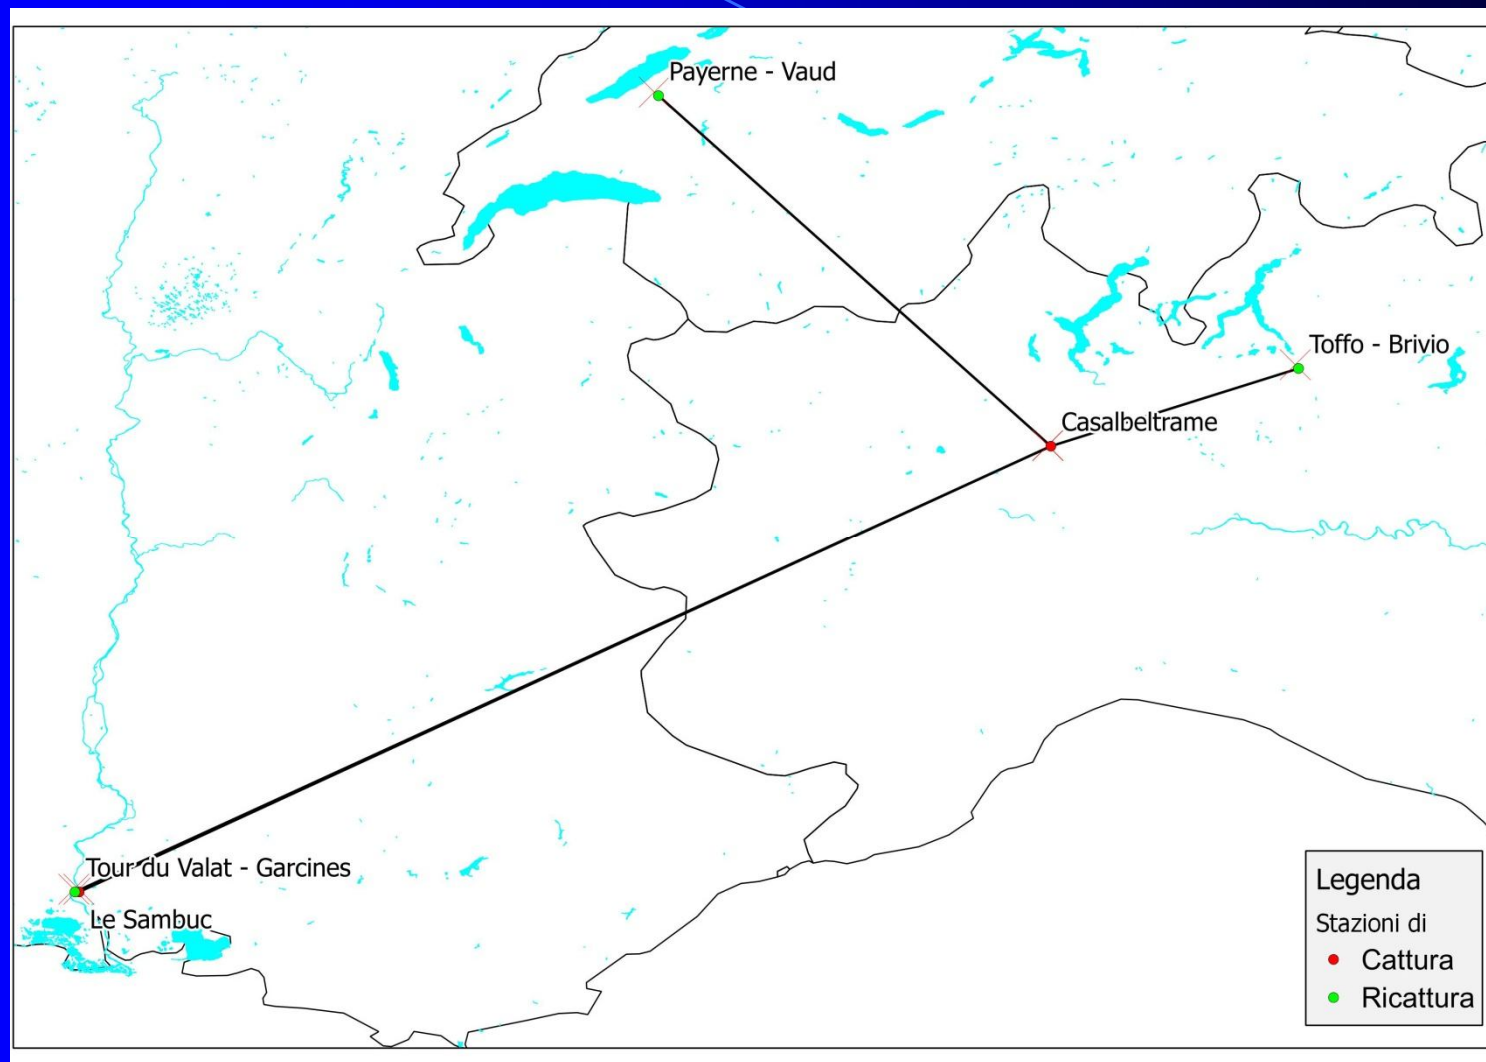 Payerne - Vaud
Toffo - Brivio
Casalbeltrame
Tour du Valat - Garcines
Le Sambuc
Legenda
Stazioni di
Cattura
Ricattura